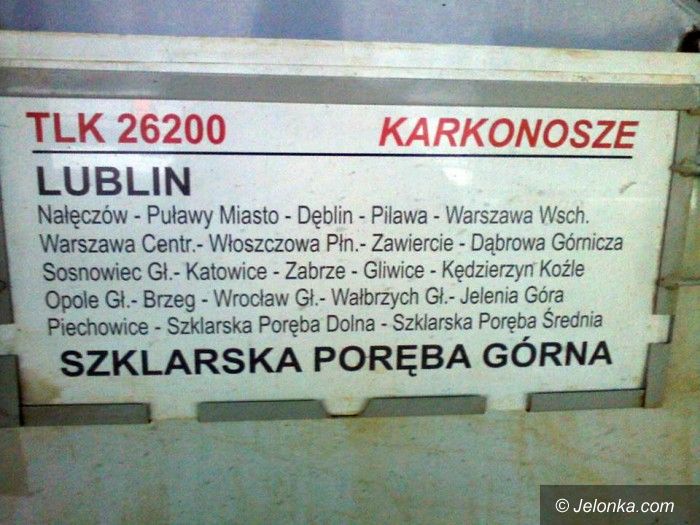 TLK 26200 KARKONOSZE
LUBLIN
Nałęczów - Puławy Miasto - Dęblin - Pilawa - Warszawa Wsch.
Warszawa Centr.- Włoszczowa Płn.- Zawiercie - Dąbrowa Górnicza
Sosnowiec Gł.- Katowice - Zabrze - Gliwice - Kędzierzyn Koźle
Opole Gł.- Brzeg - Wrocław Gł.- Wałbrzych Gł.- Jelenia Góra
Piechowice - Szklarska Poręba Dolna - Szklarska Poręba Średnia
SZKLARSKA PORĘBA GÓRNA
© Jelonka.com